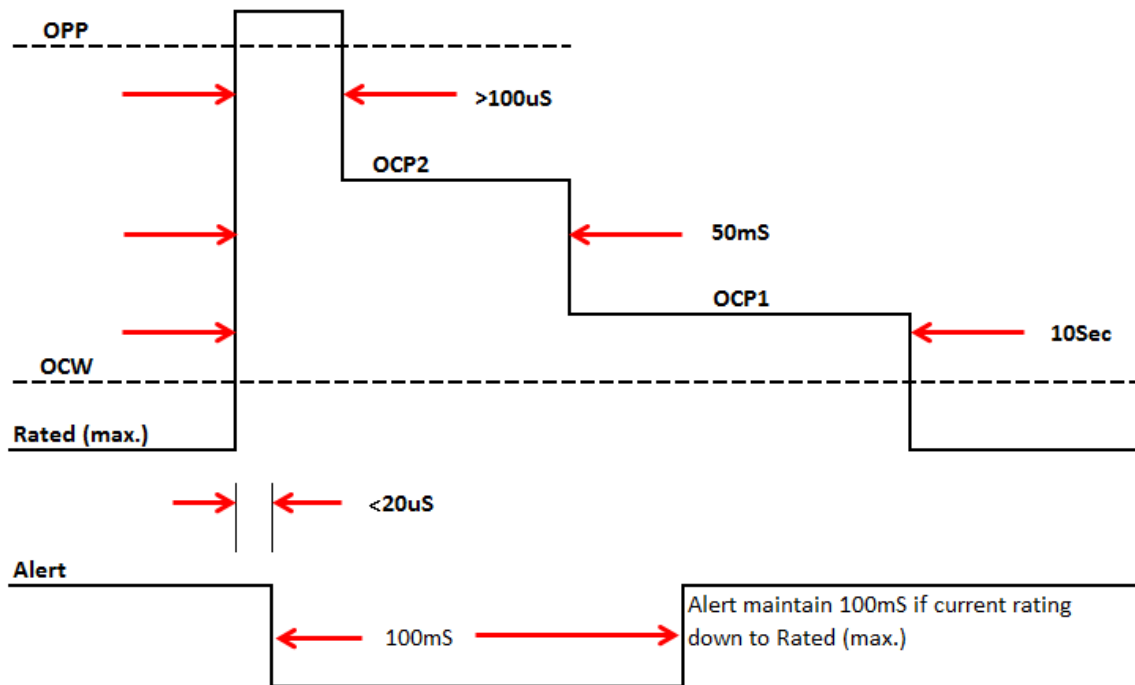 OPP
>100uS
OCP2
50mS
OCP1
10Sec
OCW
Rated (max.)
<20uS
Alert
100mS
Alert maintain 100mS if current rating
down to Rated (max.)